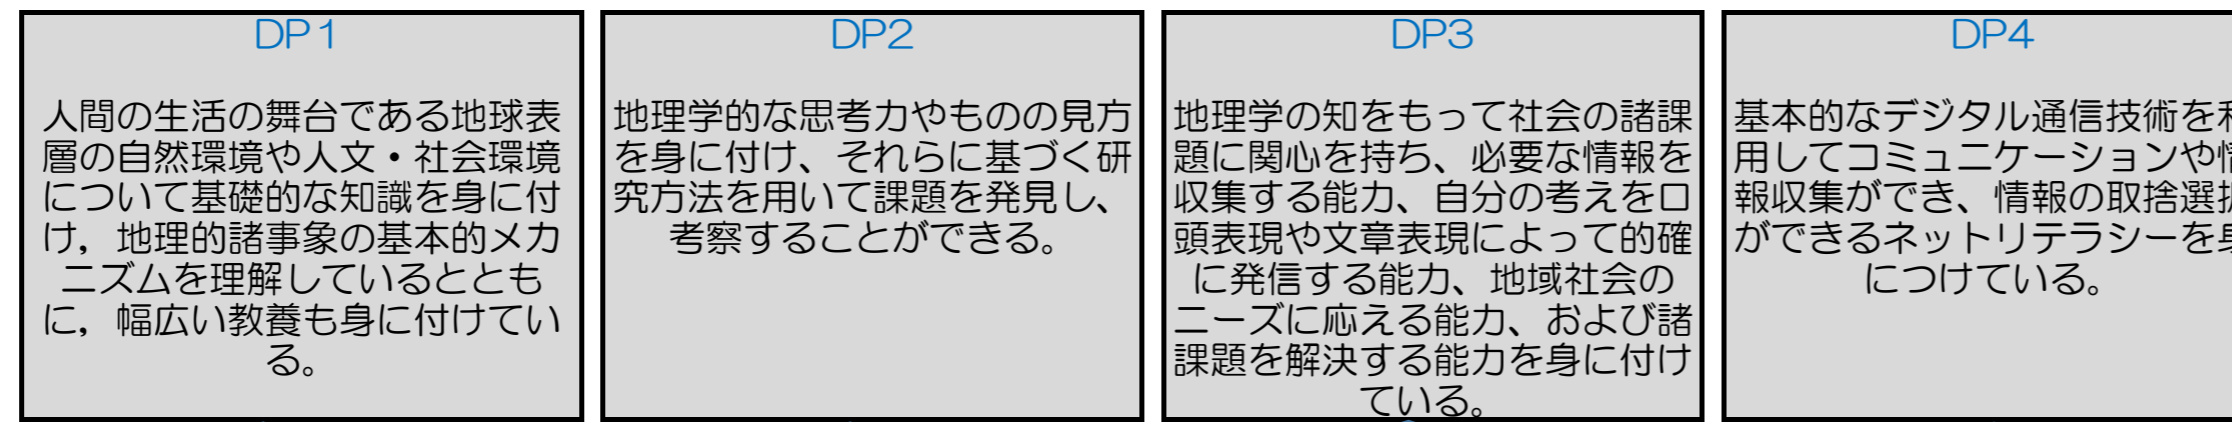 DP1
人間の生活の舞台である地球表
層の自然環境や人文・社会環境
について基礎的な知識を身に付
け，地理的諸事象の基本的メカ
ニズムを理解しているととも
に，幅広い教養も身に付けてい
る。
DP2
地理学的な思考力やものの見方
を身に付け、それらに基づく研
究方法を用いて課題を発見し、
考察することができる。
DP3
地理学の知をもって社会の諸課
題に関心を持ち、必要な情報を
収集する能力、自分の考えを口
頭表現や文章表現によって的確
に発信する能力、地域社会の
ニーズに応える能力、および諸
課題を解決する能力を身に付け
ている。
DP4
基本的なデジタル通信技術を
用してコミュニケーションや
報収集ができ、情報の取捨選
ができるネットリテラシーを
につけている。